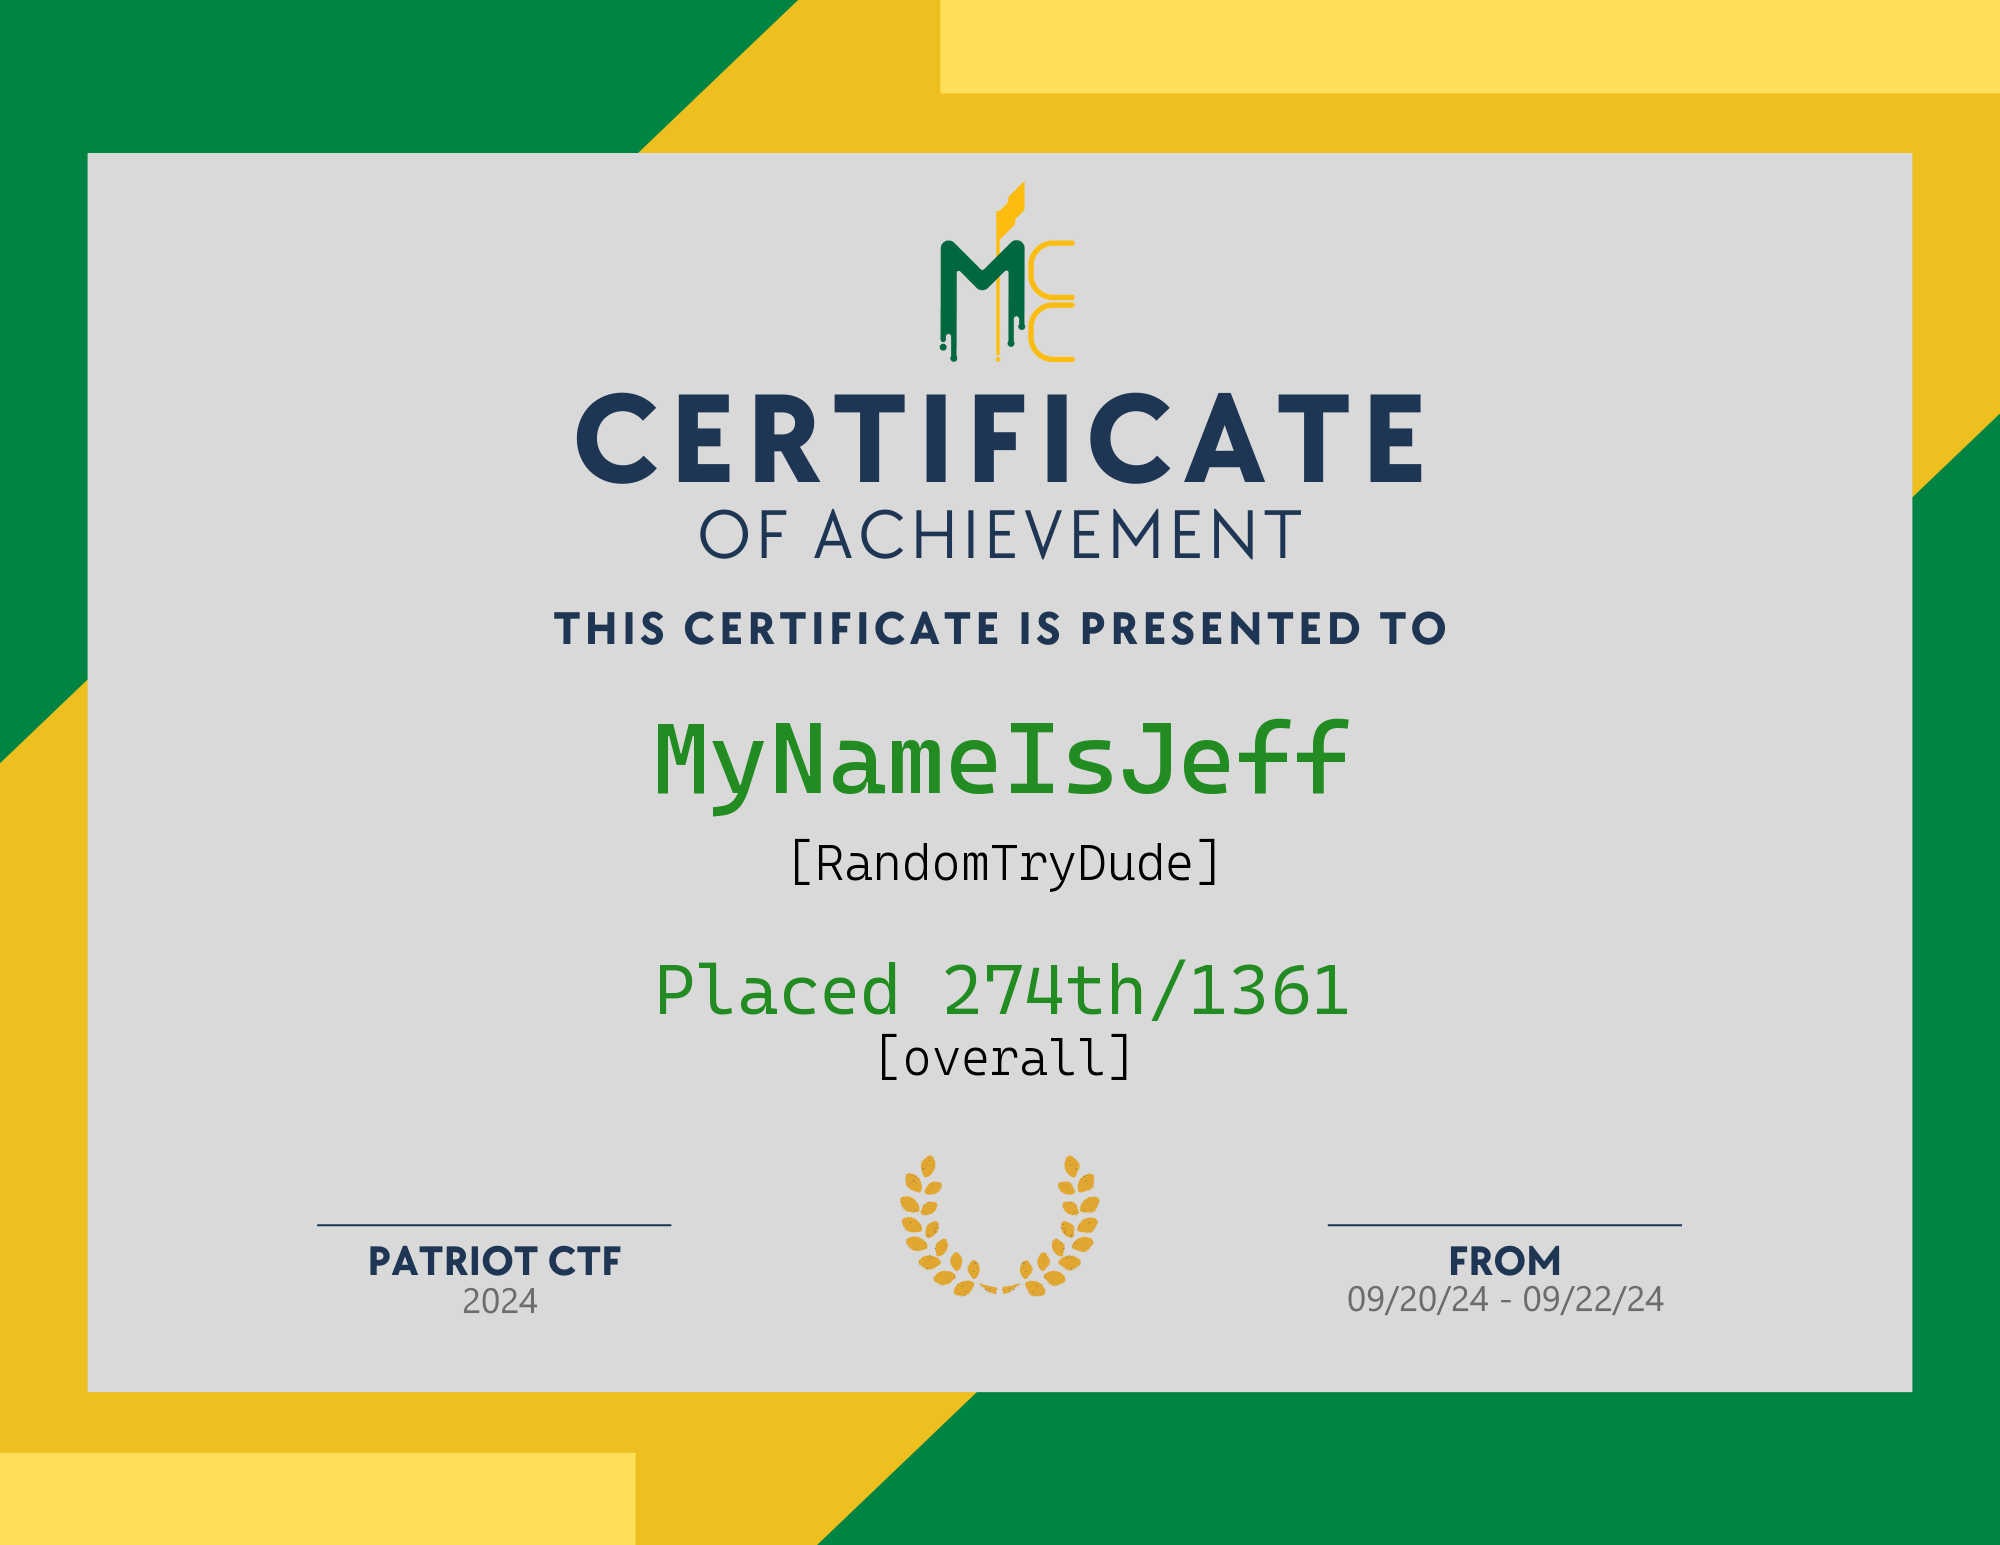 MCC
CERTIFICATE
OF ACHIEVEMENT
THIS CERTIFICATE IS PRESENTED TO
MyNameIsJeff
[RandomTryDude]
Placed 274th/1361
[overall]
PATRIOT CTF
2024
FROM
09/20/24 - 09/22/24